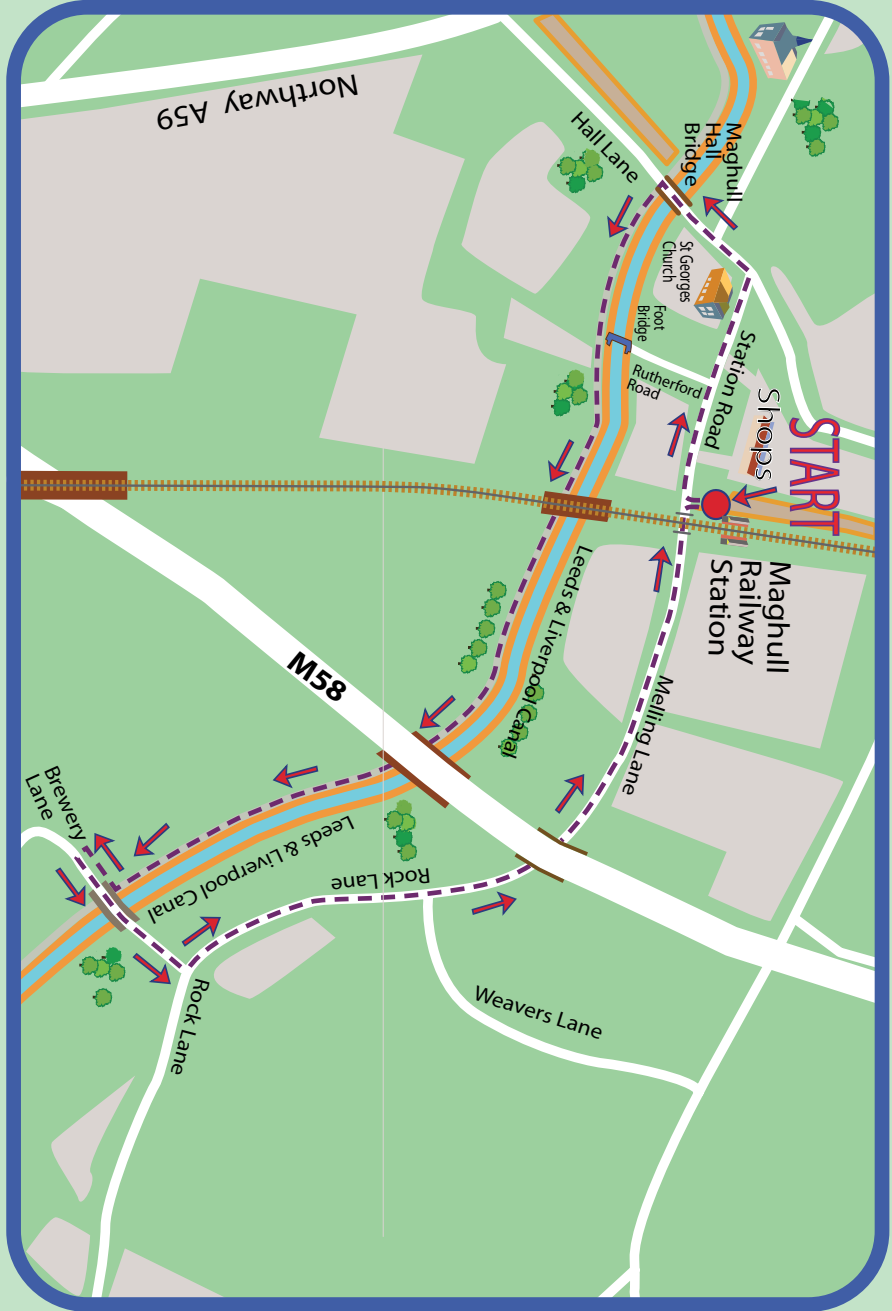 Northway A59
Hall Lane
Maghull
Hall
Bridge
St Georges
Church
Foot
Bridge
Rutherford
Road
Station Road
Shops
START
Maghull
Railway
Station
Leeds & Liverpool Canal
Melling Lane
M58
Brewery
Lane
Leeds & Liverpool Canal
Rock Lane
Weavers Lane
Rock Lane